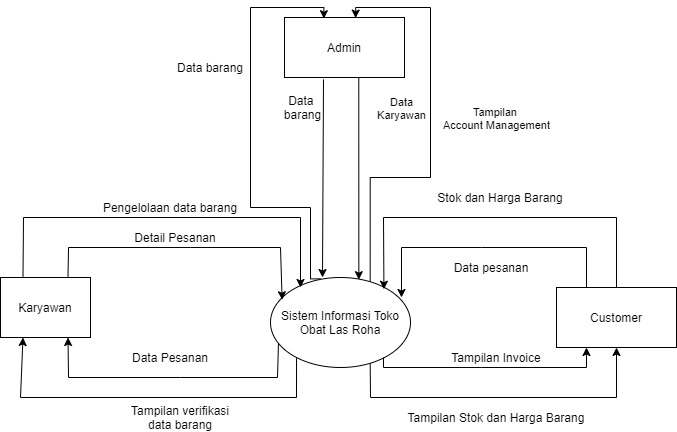 Admin
Data barang
Data
barang
Data
Karyawan
Tampilan
Account Management
Pengelolaan data barang
Stok dan Harga Barang
Detail Pesanan
Data pesanan
Karyawan
Sistem Informasi Toko
Obat Las Roha
Customer
Data Pesanan
Tampilan Invoice
Tampilan verifikasi
data barang
Tampilan Stok dan Harga Barang